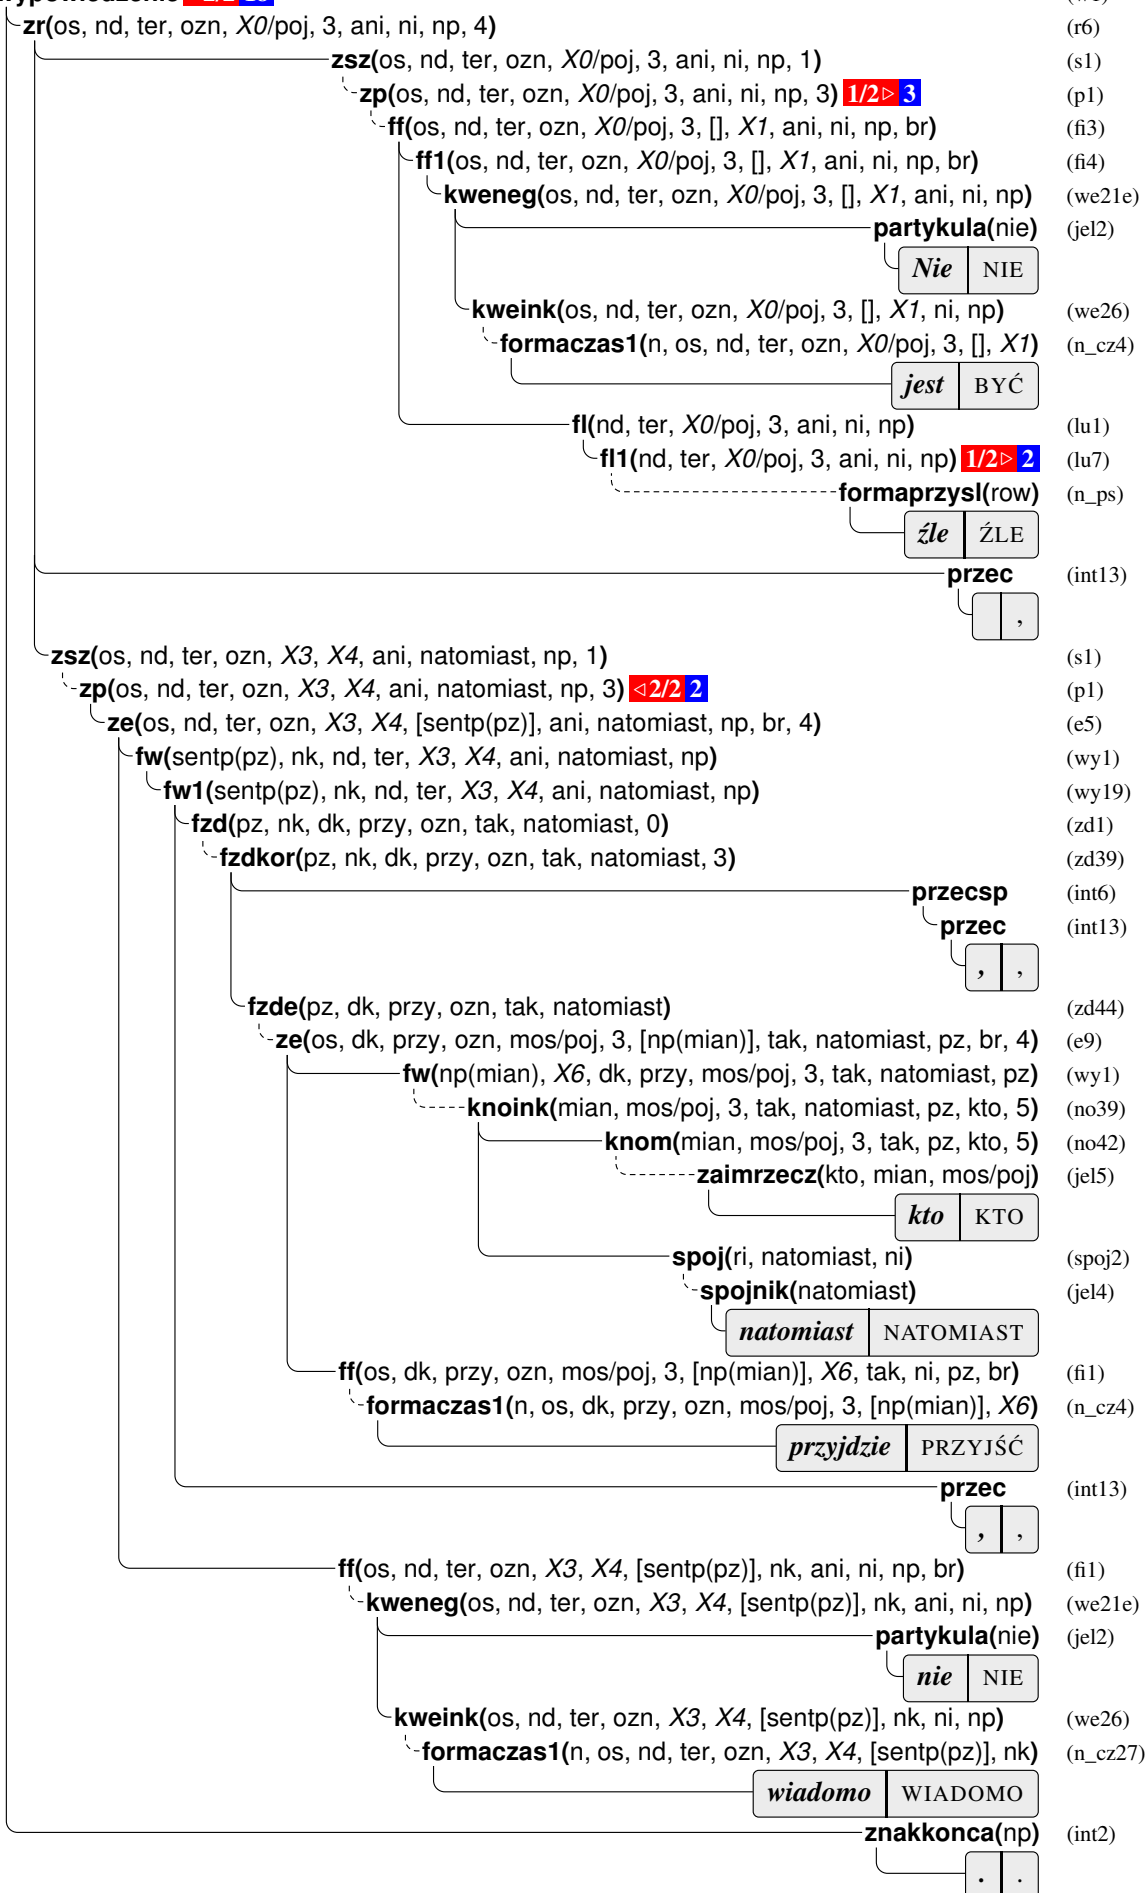 zr(os, nd, ter, ozn, X0/poj, 3, ani, ni, np, 4) (r6)
zsz(os, nd, ter, ozn, X0/poj, 3, ani, ni, np, 1) (s1)
zp(os, nd, ter, ozn, X0/poj, 3, ani, ni, np, 3) 1/2▷ 3 (p1)
ff(os, nd, ter, ozn, X0/poj, 3, [], X1, ani, ni, np, br) (fi3)
ff1(os, nd, ter, ozn, X0/poj, 3, [], X1, ani, ni, np, br) (fi4)
kweneg(os, nd, ter, ozn, X0/poj, 3, [], X1, ani, ni, np) (we21e)
partykula(nie) (jel2)
Nie NIE
kweink(os, nd, ter, ozn, X0/poj, 3, [], X1, ni, np) (we26)
formaczas1(n, os, nd, ter, ozn, X0/poj, 3, [], X1) (n_cz4)
jest BYĆ
fl(nd, ter, X0/poj, 3, ani, ni, np) (lu1)
fl1(nd, ter, X0/poj, 3, ani, ni, np) 1/2▷ 2 (lu7)
formaprzysl(row) (n_ps)
źle ŹLE
przec (int13)
,
zsz(os, nd, ter, ozn, X3, X4, ani, natomiast, np, 1) (s1)
zp(os, nd, ter, ozn, X3, X4, ani, natomiast, np, 3) ◁2/2 2 (p1)
ze(os, nd, ter, ozn, X3, X4, [sentp(pz)], ani, natomiast, np, br, 4) (e5)
fw(sentp(pz), nk, nd, ter, X3, X4, ani, natomiast, np) (wy1)
fw1(sentp(pz), nk, nd, ter, X3, X4, ani, natomiast, np) (wy19)
fzd(pz, nk, dk, przy, ozn, tak, natomiast, 0) (zd1)
fzdkor(pz, nk, dk, przy, ozn, tak, natomiast, 3) (zd39)
przecsp (int6)
przec (int13)
, ,
fzde(pz, dk, przy, ozn, tak, natomiast) (zd44)
ze(os, dk, przy, ozn, mos/poj, 3, [np(mian)], tak, natomiast, pz, br, 4) (e9)
fw(np(mian), X6, dk, przy, mos/poj, 3, tak, natomiast, pz) (wy1)
knoink(mian, mos/poj, 3, tak, natomiast, pz, kto, 5) (no39)
knom(mian, mos/poj, 3, tak, pz, kto, 5) (no42)
zaimrzecz(kto, mian, mos/poj) (jel5)
kto KTO
spoj(ri, natomiast, ni) (spoj2)
spojnik(natomiast) (jel4)
natomiast NATOMIAST
ff(os, dk, przy, ozn, mos/poj, 3, [np(mian)], X6, tak, ni, pz, br) (fi1)
formaczas1(n, os, dk, przy, ozn, mos/poj, 3, [np(mian)], X6) (n_cz4)
przyjdzie PRZYJŚĆ
przec (int13)
, ,
ff(os, nd, ter, ozn, X3, X4, [sentp(pz)], nk, ani, ni, np, br) (fi1)
kweneg(os, nd, ter, ozn, X3, X4, [sentp(pz)], nk, ani, ni, np) (we21e)
partykula(nie) (jel2)
nie NIE
kweink(os, nd, ter, ozn, X3, X4, [sentp(pz)], nk, ni, np) (we26)
formaczas1(n, os, nd, ter, ozn, X3, X4, [sentp(pz)], nk) (n_cz27)
wiadomo WIADOMO
znakkonca(np) (int2)
. .